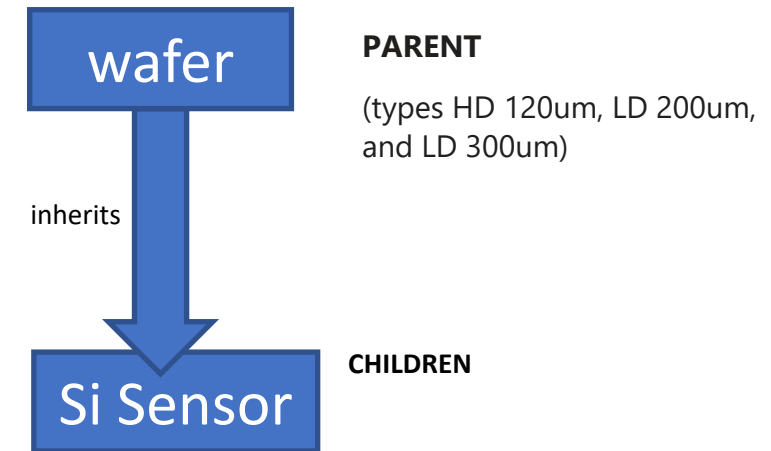 wafer
PARENT
(types HD 120um, LD 200um,
and LD 300um)
inherits
CHILDREN
Si Sensor